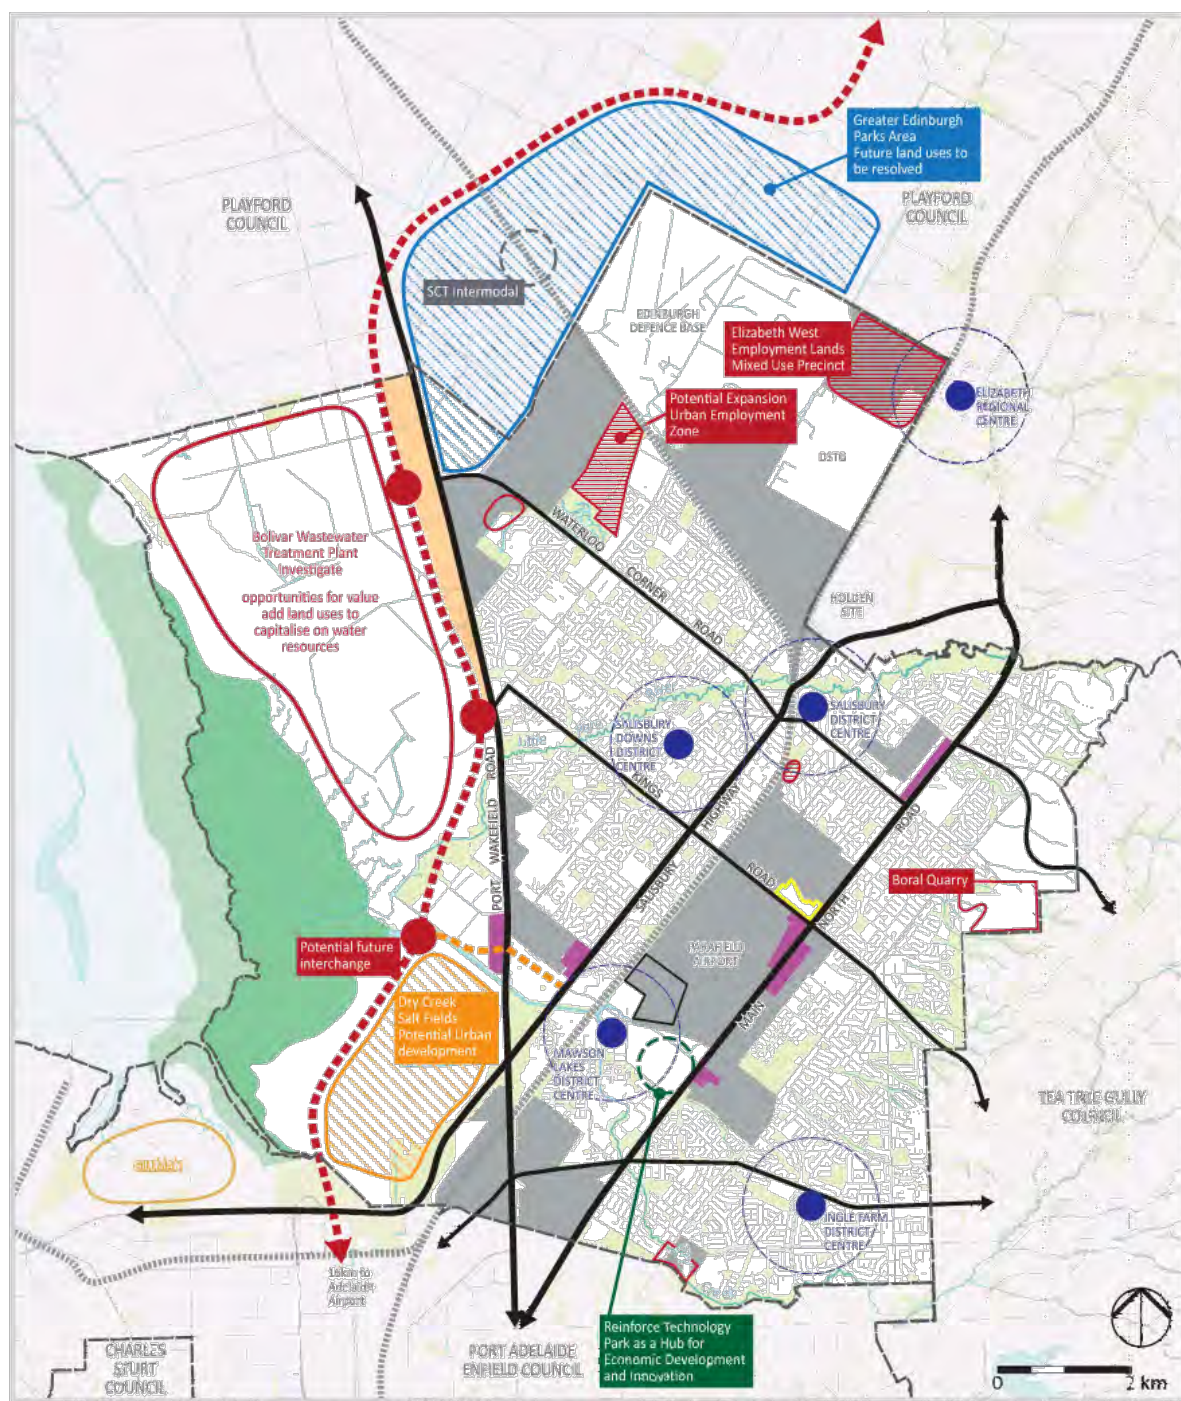 Greater Edinburgh
Parks Area
Future land uses to
be resolved
PLAYFORD
COUNCIL
PLAYFORD
COUNCIL
SCT Intermodal
EDINBURGH
DEFENCE BASE
Elizabeth West
Employment Lands
Mixed Use Precinct
ELIZABETH
REGIONAL
CENTRE
Potential Expansion
Urban Employment
Zone
DSTG
WATERLOO
CORNER
ROAD
Bolivar Wastewater
Treatment Plant
Investigate
opportunities for value
add land uses to
capitalise on water
resources
HOLDEN
SITE
SALISBURY
DISTRICT
CENTRE
SALISBURY
DOWNS
DISTRICT
CENTRE
Little
KINGS
ROAD
PORT WAKEFIELD ROAD
SALISBURY
HIGHWAY
MAIN
NORTH
ROAD
Boral Quarry
PARAFIELD
AIRPORT
Potential future
interchange
Dry Creek
Salt Fields
Potential Urban
development
MAWSON
LAKES
DISTRICT
CENTRE
TEA TREE GULLY
COUNCIL
INGLE FARM
DISTRICT
CENTRE
16km to
Adelaide
Airport
Reinforce Technology
Park as a Hub for
Economic Development
and Innovation
CHARLES
STURT
COUNCIL
PORT ADELAIDE
ENFIELD COUNCIL
0 2 km